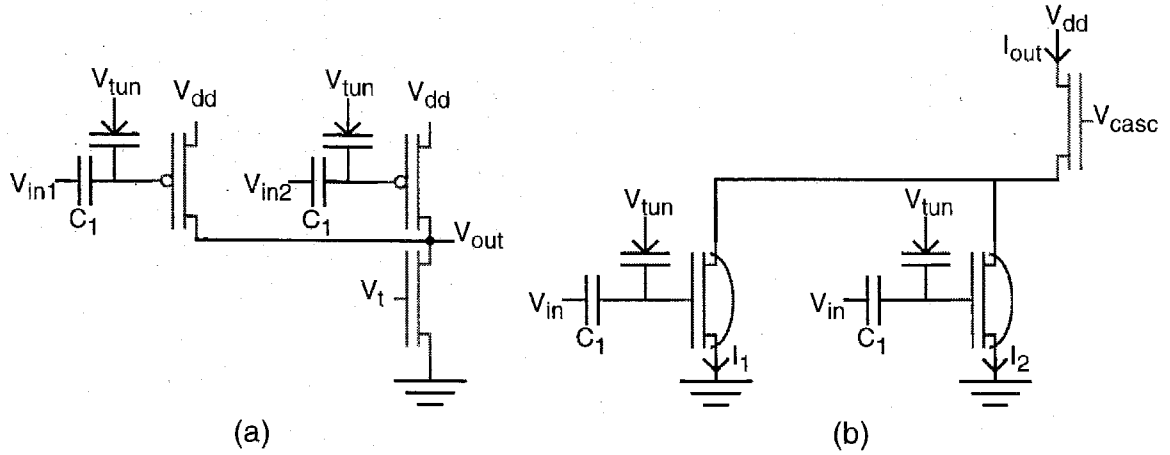 V_tun
V_dd
V_in1
C_1
V_tun
V_dd
V_in2
C_1
V_out
V_t
(a)
V_dd
I_out
V_casc
V_tun
V_in
C_1
I_1
V_tun
V_in
C_1
I_2
(b)